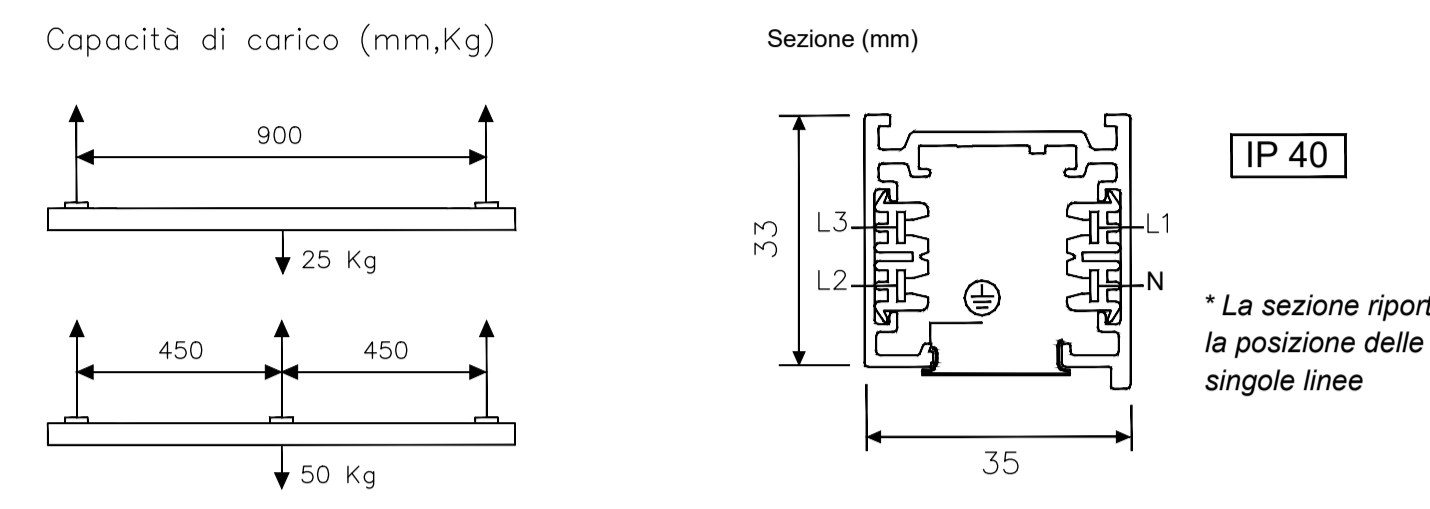 Capacità di carico (mm,Kg)
900
25 Kg
450 450
50 Kg
Sezione (mm)
33
L3
L1
L2
N
35
IP 40
* La sezione riport
la posizione delle
singole linee